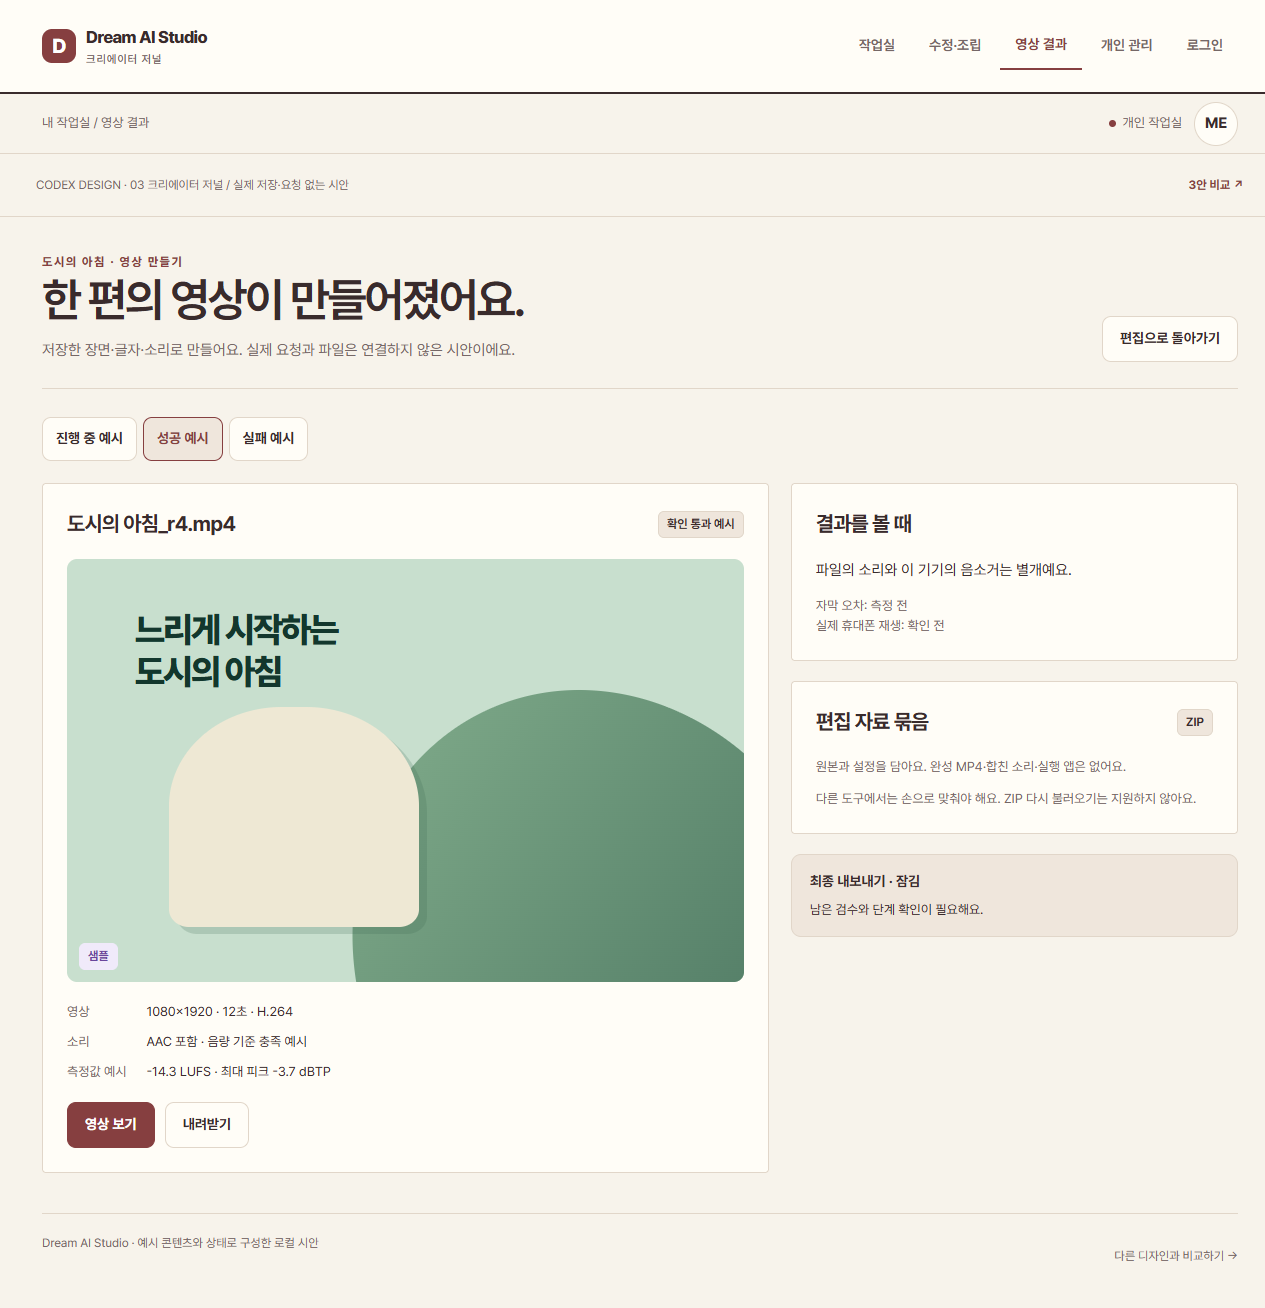 D
Dream AI Studio
크리에이터 저널
작업실
수정·조립
영상 결과
개인 관리
로그인
내 작업실 / 영상 결과
개인 작업실
ME
CODEX DESIGN · 03 크리에이터 저널 / 실제 저장·요청 없는 시안
3안 비교 ↗
도시의 아침 · 영상 만들기
한 편의 영상이 만들어졌어요.
저장한 장면·글자·소리로 만들어요. 실제 요청과 파일은 연결하지 않은 시안이에요.
편집으로 돌아가기
진행 중 예시
성공 예시
실패 예시
도시의 아침_r4.mp4
확인 통과 예시
느리게 시작하는
도시의 아침
샘플
영상 1080×1920 · 12초 · H.264
소리 AAC 포함 · 음량 기준 충족 예시
측정값 예시 -14.3 LUFS · 최대 피크 -3.7 dBTP
영상 보기
내려받기
결과를 볼 때
파일의 소리와 이 기기의 음소거는 별개예요.
자막 오차: 측정 전
실제 휴대폰 재생: 확인 전
편집 자료 묶음
ZIP
원본과 설정을 담아요. 완성 MP4·합친 소리·실행 앱은 없어요.
다른 도구에서는 손으로 맞춰야 해요. ZIP 다시 불러오기는 지원하지 않아요.
최종 내보내기 · 잠김
남은 검수와 단계 확인이 필요해요.
Dream AI Studio · 예시 콘텐츠와 상태로 구성한 로컬 시안
다른 디자인과 비교하기 →